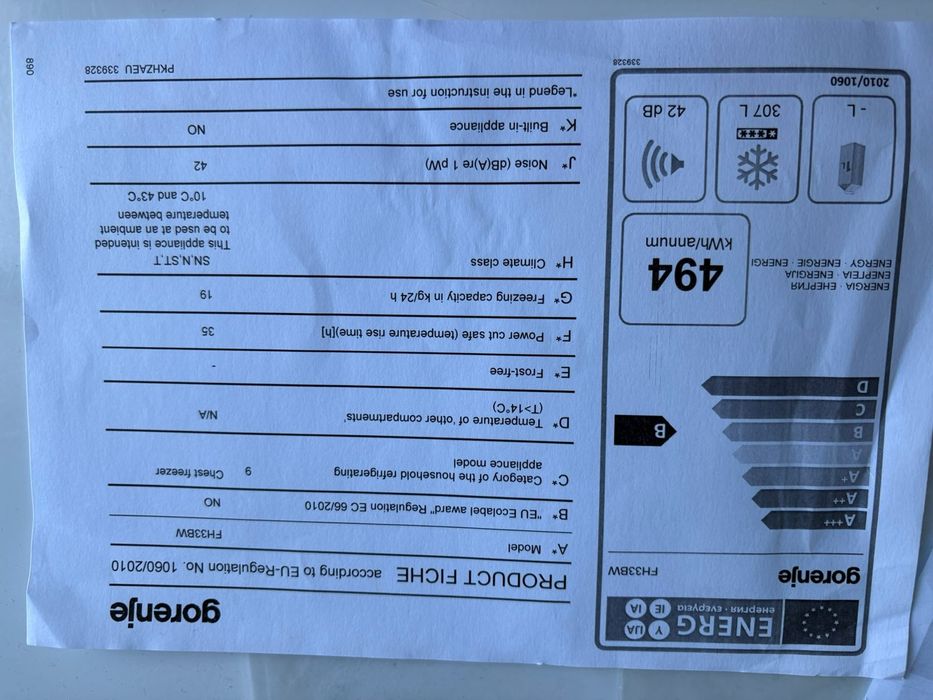 ENERG
Y UA
IE IA
енергия · ενεργεια
gorenje
FH33BW
A+++
A++
A+
A
B
C
D
B
ENERGIA · ЕНЕРГИЯ
ΕΝΕΡΓΕΙΑ · ENERGIJA
ENERGY · ENERGIE · ENERGI
494
kWh/annum
1L
- L
307 L
42 dB
2010/1060
339328
gorenje
PRODUCT FICHE according to EU-Regulation No. 1060/2010
A* Model FH33BW
B* "EU Ecolabel award" Regulation EC 66/2010 NO
C* Category of the household refrigerating
appliance model 9 Chest freezer
D* Temperature of 'other' compartments'
(T>14°C) N/A
E* Frost-free -
F* Power cut safe (temperature rise time)[h] 35
G* Freezing capacity in kg/24 h 19
H* Climate class SN,N,ST,T
This appliance is intended
to be used at an ambient
temperature between
10°C and 43°C
J* Noise (dB(A)re 1 pW) 42
K* Built-in appliance NO
*Legend in the instruction for use
PKHZAEU 339328
890